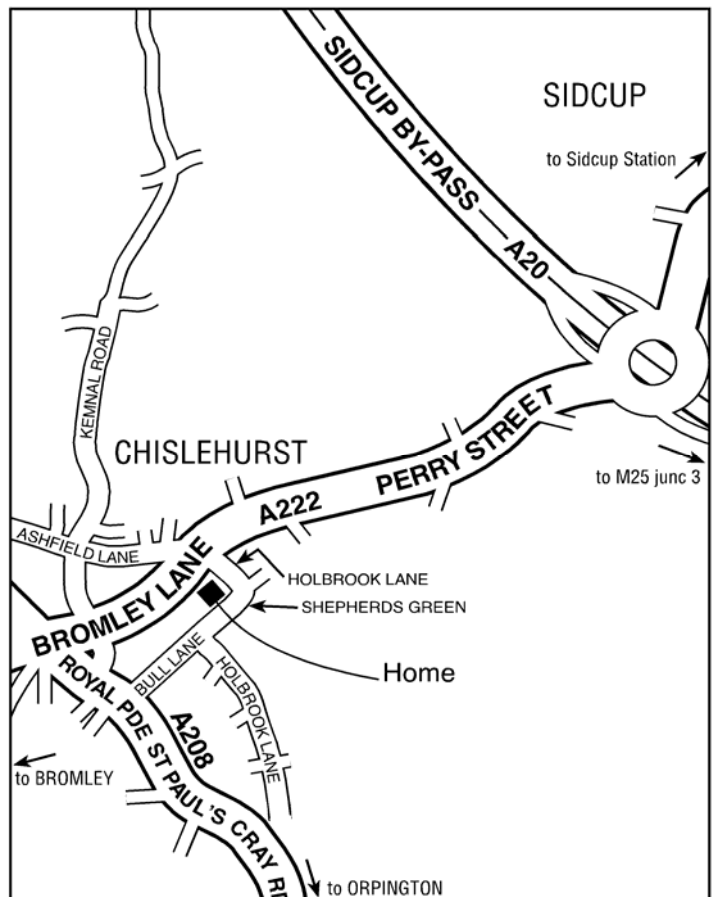 SIDCUP BY-PASS
A20
SIDCUP
to Sidcup Station
KEMNAL ROAD
CHISLEHURST
PERRY STREET
to M25 junc 3
A222
ASHFIELD LANE
BROMLEY LANE
HOLBROOK LANE
SHEPHERDS GREEN
BULL LANE
HOLBROOK LANE
Home
ROYAL PDE
A208
to BROMLEY
ST PAUL'S CRAY
to ORPINGTON